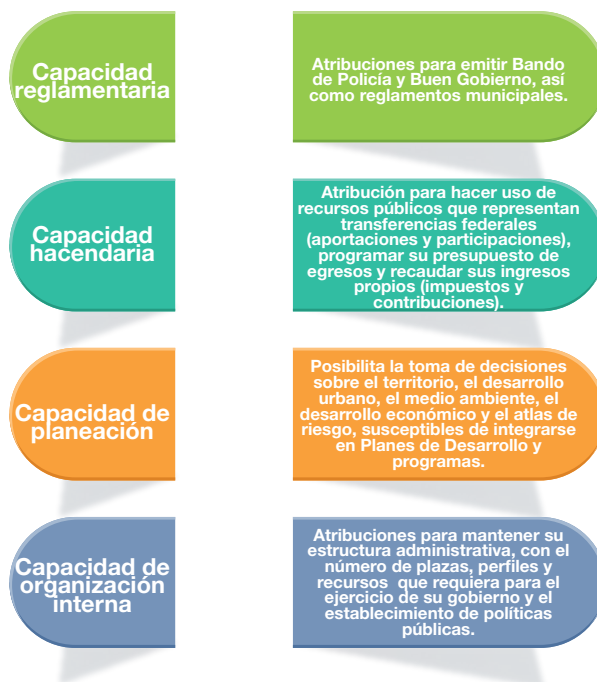 Capacidad
reglamentaria
Atribuciones para emitir Bando
de Policía y Buen Gobierno, así
como reglamentos municipales.
Capacidad
hacendaria
Atribución para hacer uso de
recursos públicos que representan
transferencias federales
(aportaciones y participaciones),
programar su presupuesto de
egresos y recaudar sus ingresos
propios (impuestos y
contribuciones).
Capacidad de
planeación
Posibilita la toma de decisiones
sobre el territorio, el desarrollo
urbano, el medio ambiente, el
desarrollo económico y el atlas de
riesgo, susceptibles de integrarse
en Planes de Desarrollo y
programas.
Capacidad de
organización
interna
Atribuciones para mantener su
estructura administrativa, con el
número de plazas, perfiles y
recursos que requiera para el
ejercicio de su gobierno y el
establecimiento de políticas
públicas.